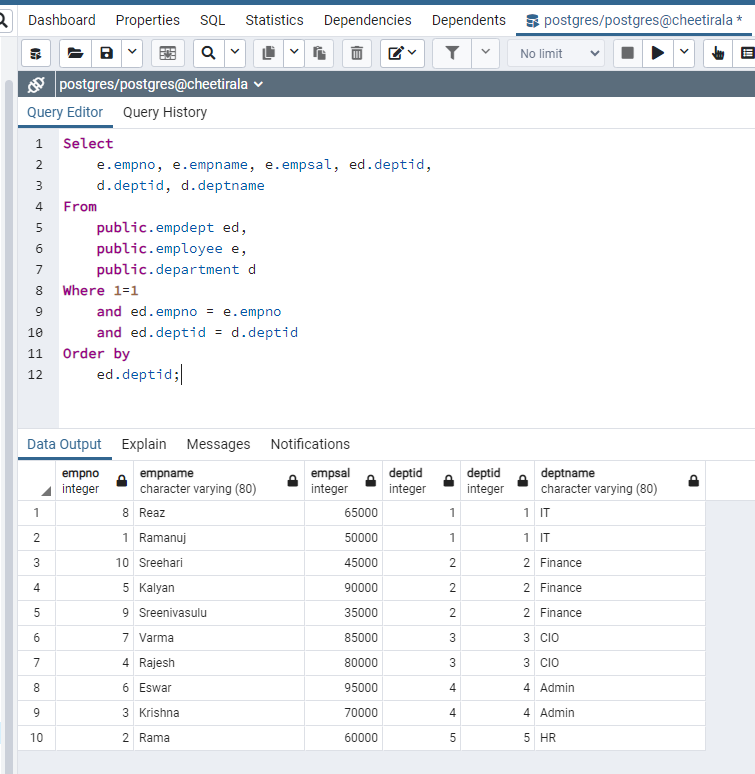 Dashboard Properties SQL Statistics Dependencies Dependents postgres/postgres@cheetirala *
No limit
postgres/postgres@cheetirala
Query Editor Query History
1 Select
2 e.empno, e.empname, e.empsal, ed.deptid,
3 d.deptid, d.deptname
4 From
5 public.empdept ed,
6 public.employee e,
7 public.department d
8 Where 1=1
9 and ed.empno = e.empno
10 and ed.deptid = d.deptid
11 Order by
12 ed.deptid;
Data Output Explain Messages Notifications
empno empname empsal deptid deptid deptname
integer character varying (80) integer integer integer character varying (80)
1 8 Reaz 65000 1 1 IT
2 1 Ramanuj 50000 1 1 IT
3 10 Sreehari 45000 2 2 Finance
4 5 Kalyan 90000 2 2 Finance
5 9 Sreenivasulu 35000 2 2 Finance
6 7 Varma 85000 3 3 CIO
7 4 Rajesh 80000 3 3 CIO
8 6 Eswar 95000 4 4 Admin
9 3 Krishna 70000 4 4 Admin
10 2 Rama 60000 5 5 HR